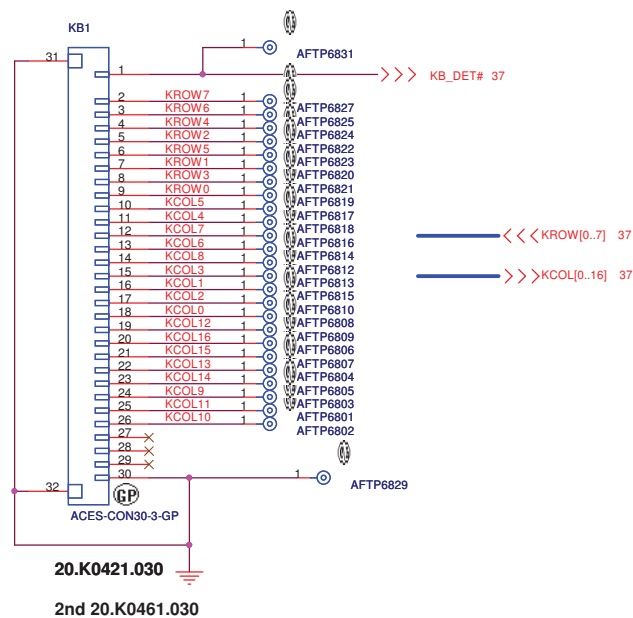 KB1
31
1
1
AFTP6831
KB_DET# 37
2 KROW7 1 AFTP6827
3 KROW6 1 AFTP6825
4 KROW4 1 AFTP6824
5 KROW2 1 AFTP6822
6 KROW5 1 AFTP6823
7 KROW1 1 AFTP6820
8 KROW3 1 AFTP6821
9 KROW0 1 AFTP6819
10 KCOL5 1 AFTP6817
11 KCOL4 1 AFTP6818
12 KCOL7 1 AFTP6816
13 KCOL6 1 AFTP6814
14 KCOL8 1 AFTP6812
15 KCOL3 1 AFTP6813
16 KCOL1 1 AFTP6815
17 KCOL2 1 AFTP6810
18 KCOL0 1 AFTP6808
19 KCOL12 1 AFTP6809
20 KCOL16 1 AFTP6806
21 KCOL15 1 AFTP6807
22 KCOL13 1 AFTP6804
23 KCOL14 1 AFTP6805
24 KCOL9 1 AFTP6803
25 KCOL11 1 AFTP6801
26 KCOL10 1 AFTP6802
27
28
29
30
1
AFTP6829
KROW[0..7] 37
KCOL[0..16] 37
32
GP
ACES-CON30-3-GP
20.K0421.030
2nd 20.K0461.030